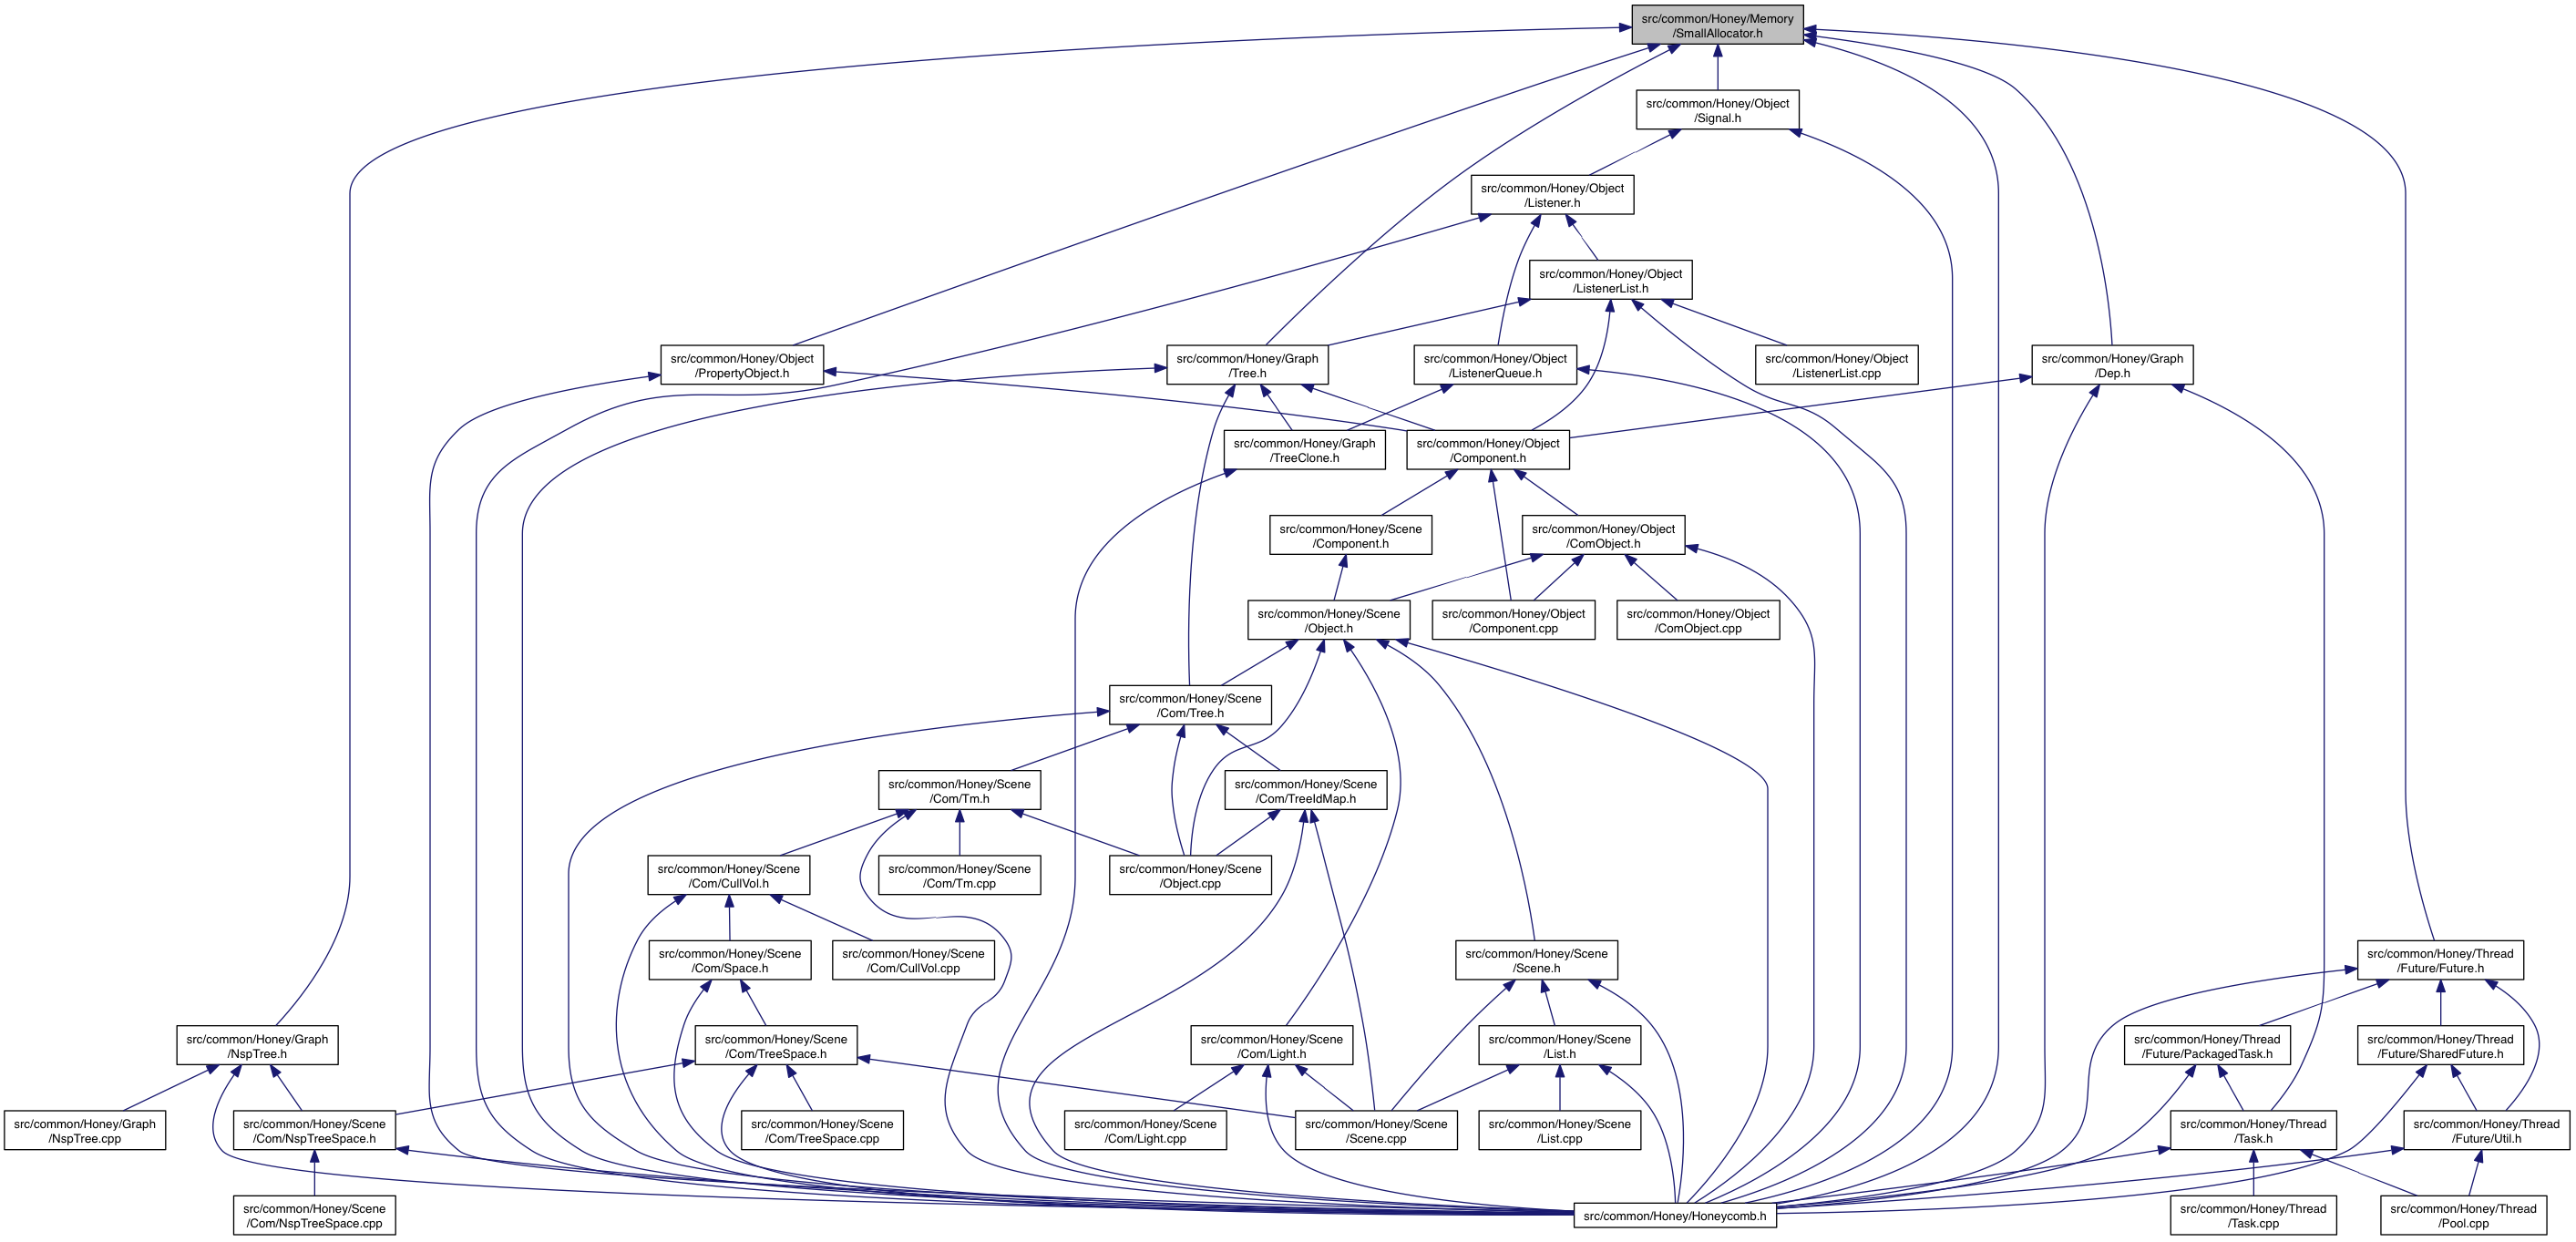 src/common/Honey/Memory
/SmallAllocator.h
src/common/Honey/Object
/Signal.h
src/common/Honey/Object
/Listener.h
src/common/Honey/Object
/ListenerList.h
src/common/Honey/Object
/PropertyObject.h
src/common/Honey/Graph
/Tree.h
src/common/Honey/Object
/ListenerQueue.h
src/common/Honey/Object
/ListenerList.cpp
src/common/Honey/Graph
/Dep.h
src/common/Honey/Graph
/TreeClone.h
src/common/Honey/Object
/Component.h
src/common/Honey/Scene
/Component.h
src/common/Honey/Object
/ComObject.h
src/common/Honey/Scene
/Object.h
src/common/Honey/Object
/Component.cpp
src/common/Honey/Object
/ComObject.cpp
src/common/Honey/Scene
/Com/Tree.h
src/common/Honey/Scene
/Com/Tm.h
src/common/Honey/Scene
/Com/TreeIdMap.h
src/common/Honey/Scene
/Com/CullVol.h
src/common/Honey/Scene
/Com/Tm.cpp
src/common/Honey/Scene
/Object.cpp
src/common/Honey/Scene
/Com/Space.h
src/common/Honey/Scene
/Com/CullVol.cpp
src/common/Honey/Scene
/Scene.h
src/common/Honey/Thread
/Future/Future.h
src/common/Honey/Graph
/NspTree.h
src/common/Honey/Scene
/Com/TreeSpace.h
src/common/Honey/Scene
/Com/Light.h
src/common/Honey/Scene
/List.h
src/common/Honey/Thread
/Future/PackagedTask.h
src/common/Honey/Thread
/Future/SharedFuture.h
src/common/Honey/Graph
/NspTree.cpp
src/common/Honey/Scene
/Com/NspTreeSpace.h
src/common/Honey/Scene
/Com/TreeSpace.cpp
src/common/Honey/Scene
/Com/Light.cpp
src/common/Honey/Scene
/Scene.cpp
src/common/Honey/Scene
/List.cpp
src/common/Honey/Thread
/Task.h
src/common/Honey/Thread
/Future/Util.h
src/common/Honey/Scene
/Com/NspTreeSpace.cpp
src/common/Honey/Honeycomb.h
src/common/Honey/Thread
/Task.cpp
src/common/Honey/Thread
/Pool.cpp